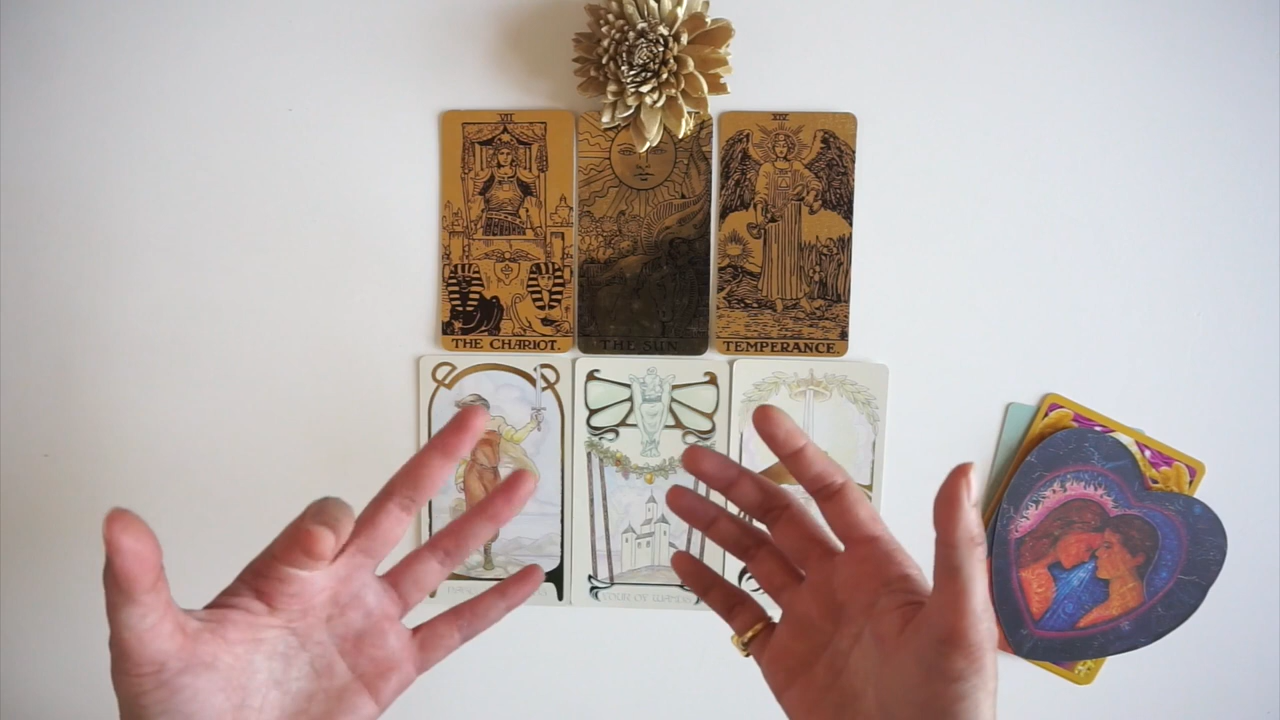 VII
XIV
THE CHARIOT.
THE SUN
TEMPERANCE.
FOUR OF WANDS